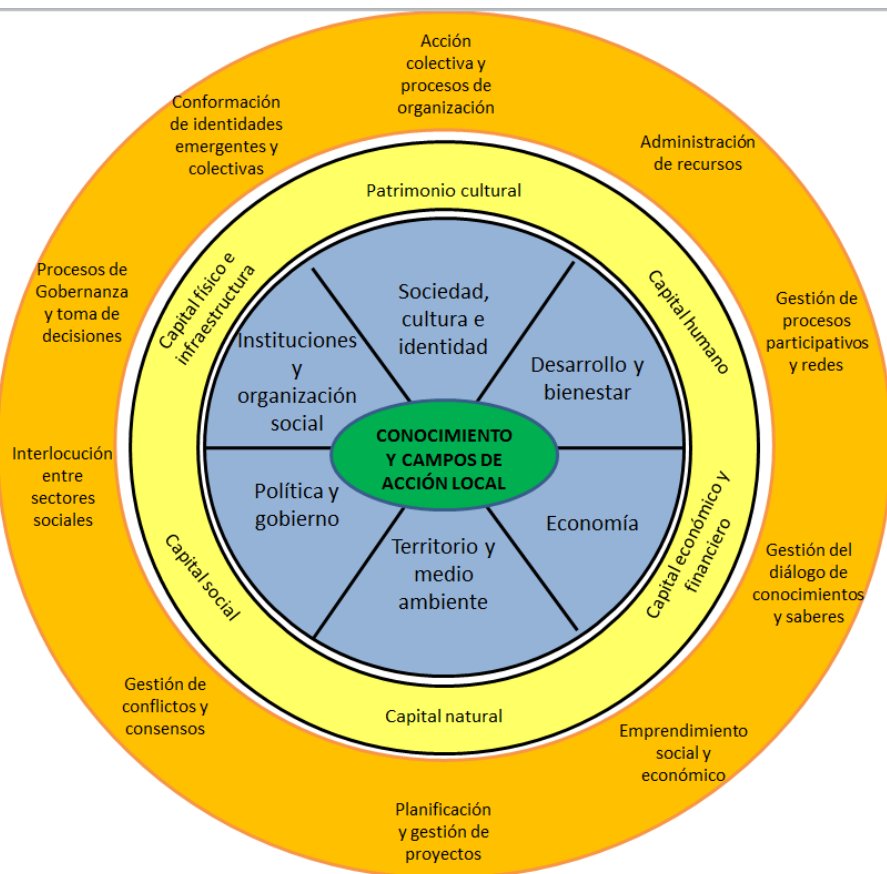 Acción
colectiva y
procesos de
organización
Conformación
de identidades
emergentes y
colectivas
Administración
de recursos
Patrimonio cultural
Procesos de
Gobernanza
y toma de
decisiones
Capital físico e
infraestructura
Sociedad,
cultura e
identidad
Capital humano
Gestión de
procesos
participativos
y redes
Instituciones
y
organización
social
Desarrollo y
bienestar
CONOCIMIENTO
Y CAMPOS DE
ACCIÓN LOCAL
Interlocución
entre
sectores
sociales
Política y
gobierno
Economía
Territorio y
medio
ambiente
Capital económico y
financiero
Capital social
Gestión del
diálogo de
conocimientos
y saberes
Gestión de
conflictos y
consensos
Capital natural
Emprendimiento
social y
económico
Planificación
y gestión de
proyectos